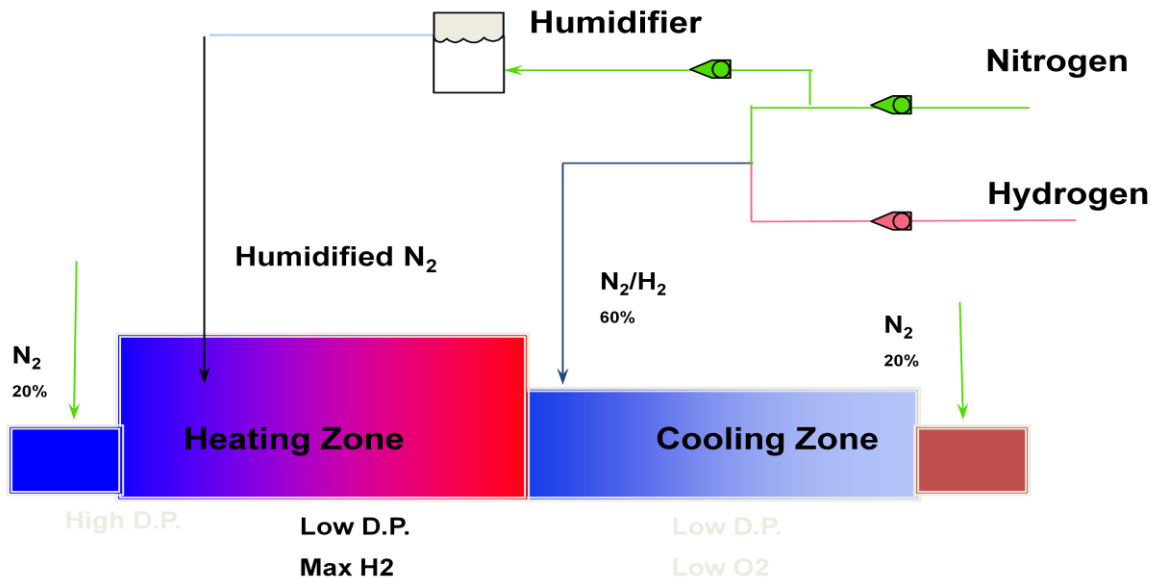 Humidifier
Nitrogen
Hydrogen
Humidified N₂
N₂/H₂
60%
N₂
20%
N₂
20%
Heating Zone
Cooling Zone
High D.P.
Low D.P.
Low D.P.
Max H2
Low O2